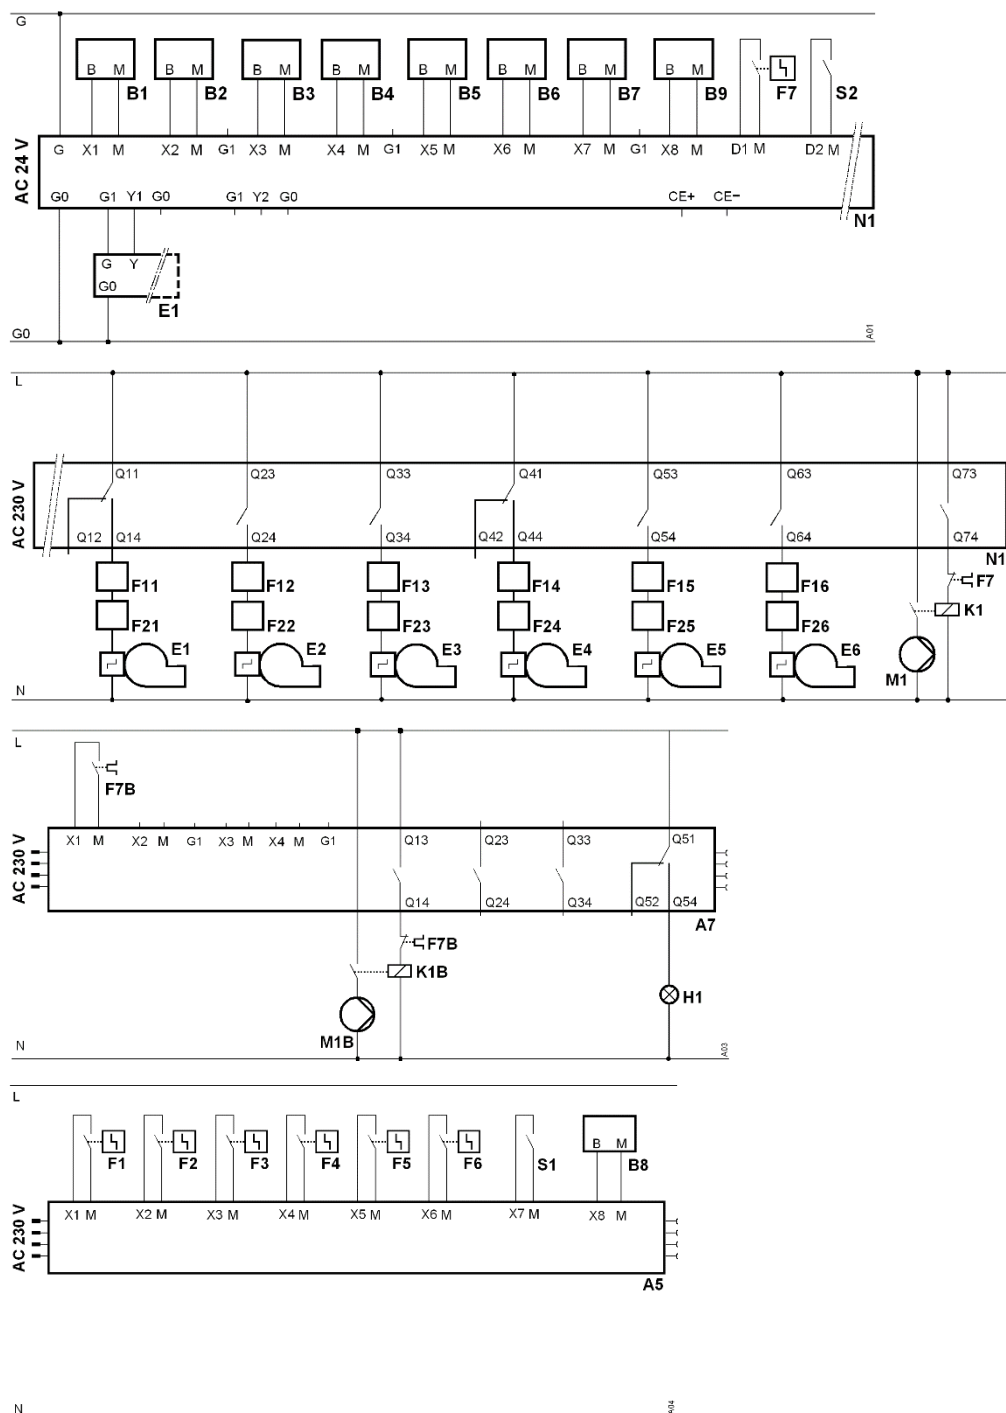 G
B M B M B M B M B M B M B M B M
B1 B2 B3 B4 B5 B6 B7 B9 F7 S2
AC 24 V
G X1 M X2 M G1 X3 M X4 M G1 X5 M X6 M X7 M G1 X8 M D1 M D2 M
G0 G1 Y1 G0 G1 Y2 G0 CE+ CE−
N1
G Y
G0
E1
G0
A01
L
AC 230 V
Q11 Q23 Q33 Q41 Q53 Q63 Q73
Q12 Q14 Q24 Q34 Q42 Q44 Q54 Q64 Q74
N1
F11 F12 F13 F14 F15 F16 F7
F21 F22 F23 F24 F25 F26 K1
E1 E2 E3 E4 E5 E6 M1
N
L
F7B
AC 230 V
X1 M X2 M G1 X3 M X4 M G1 Q13 Q23 Q33 Q51
Q14 Q24 Q34 Q52 Q54
A7
F7B
K1B
H1
M1B
N
A03
L
F1 F2 F3 F4 F5 F6 S1 B M B8
AC 230 V
X1 M X2 M X3 M X4 M X5 M X6 M X7 M X8 M
A5
N
A04